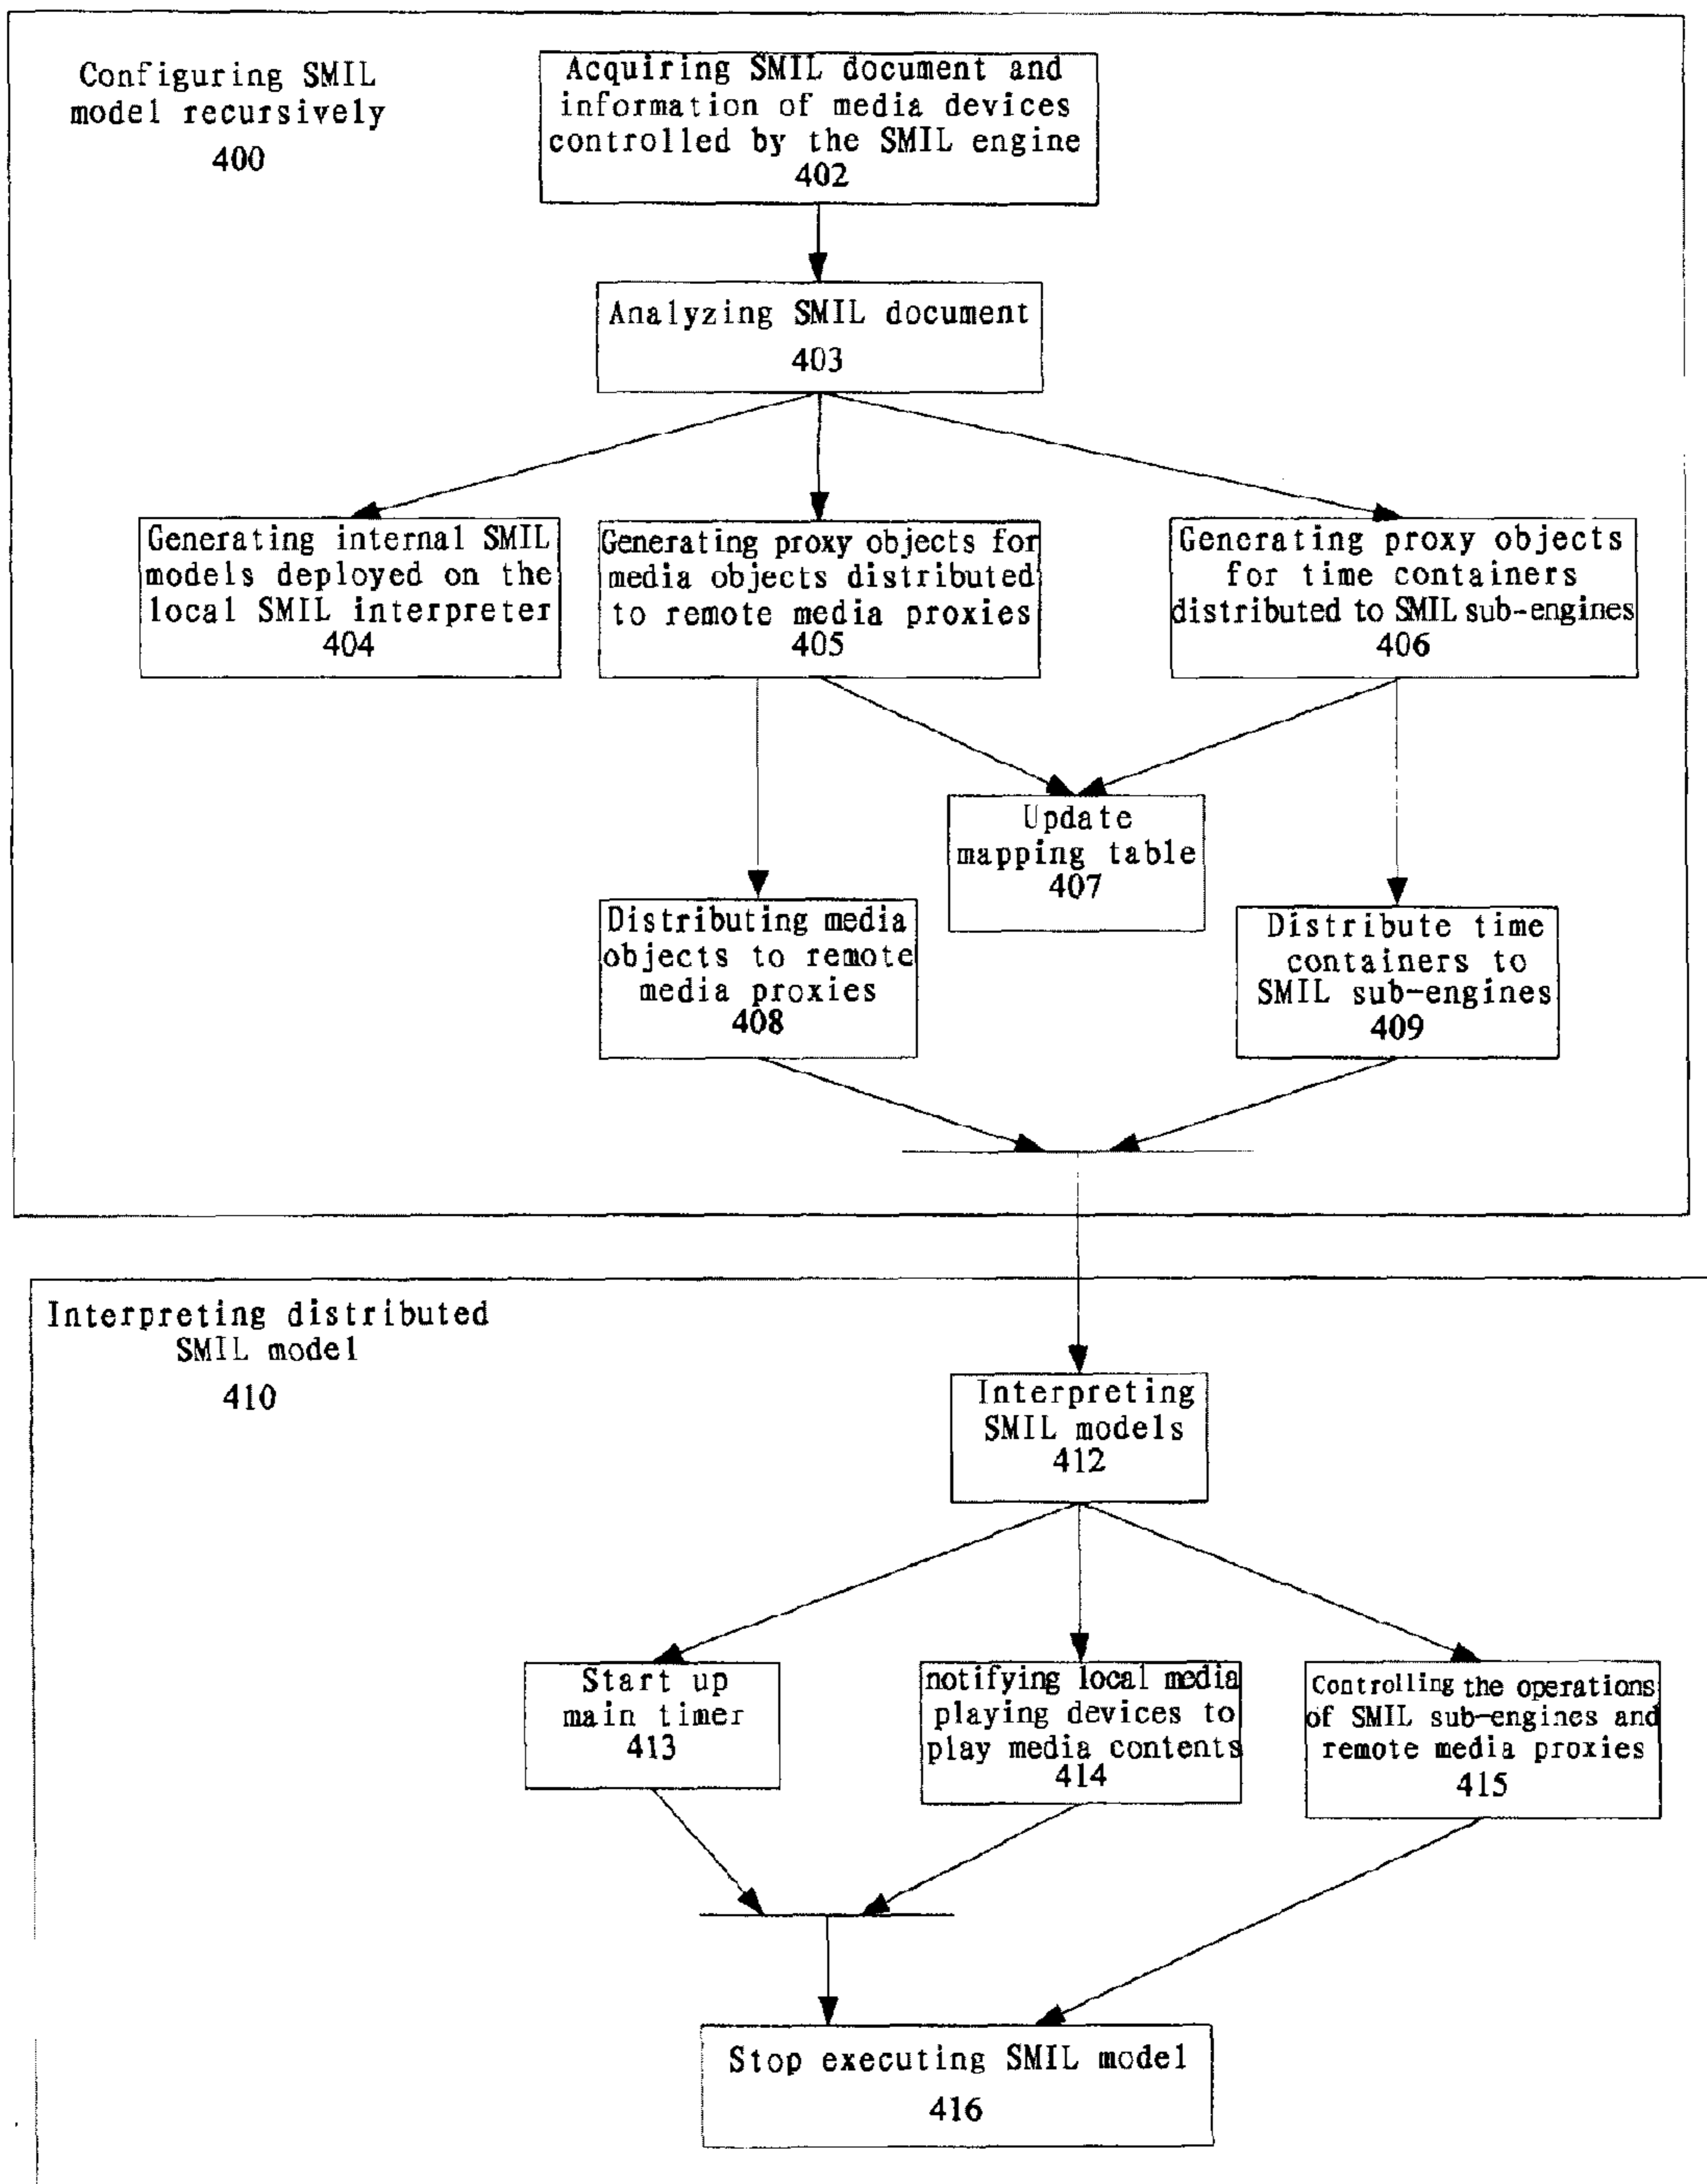 Configuring SMIL
model recursively
400
Acquiring SMIL document and
information of media devices
controlled by the SMIL engine
402
Analyzing SMIL document
403
Generating internal SMIL
models deployed on the
local SMIL interpreter
404
Generating proxy objects for
media objects distributed
to remote media proxies
405
Generating proxy objects
for time containers
distributed to SMIL sub-engines
406
Update
mapping table
407
Distributing media
objects to remote
media proxies
408
Distribute time
containers to
SMIL sub-engines
409
Interpreting distributed
SMIL model
410
Interpreting
SMIL models
412
Start up
main timer
413
notifying local media
playing devices to
play media contents
414
Controlling the operations
of SMIL sub-engines and
remote media proxies
415
Stop executing SMIL model
416